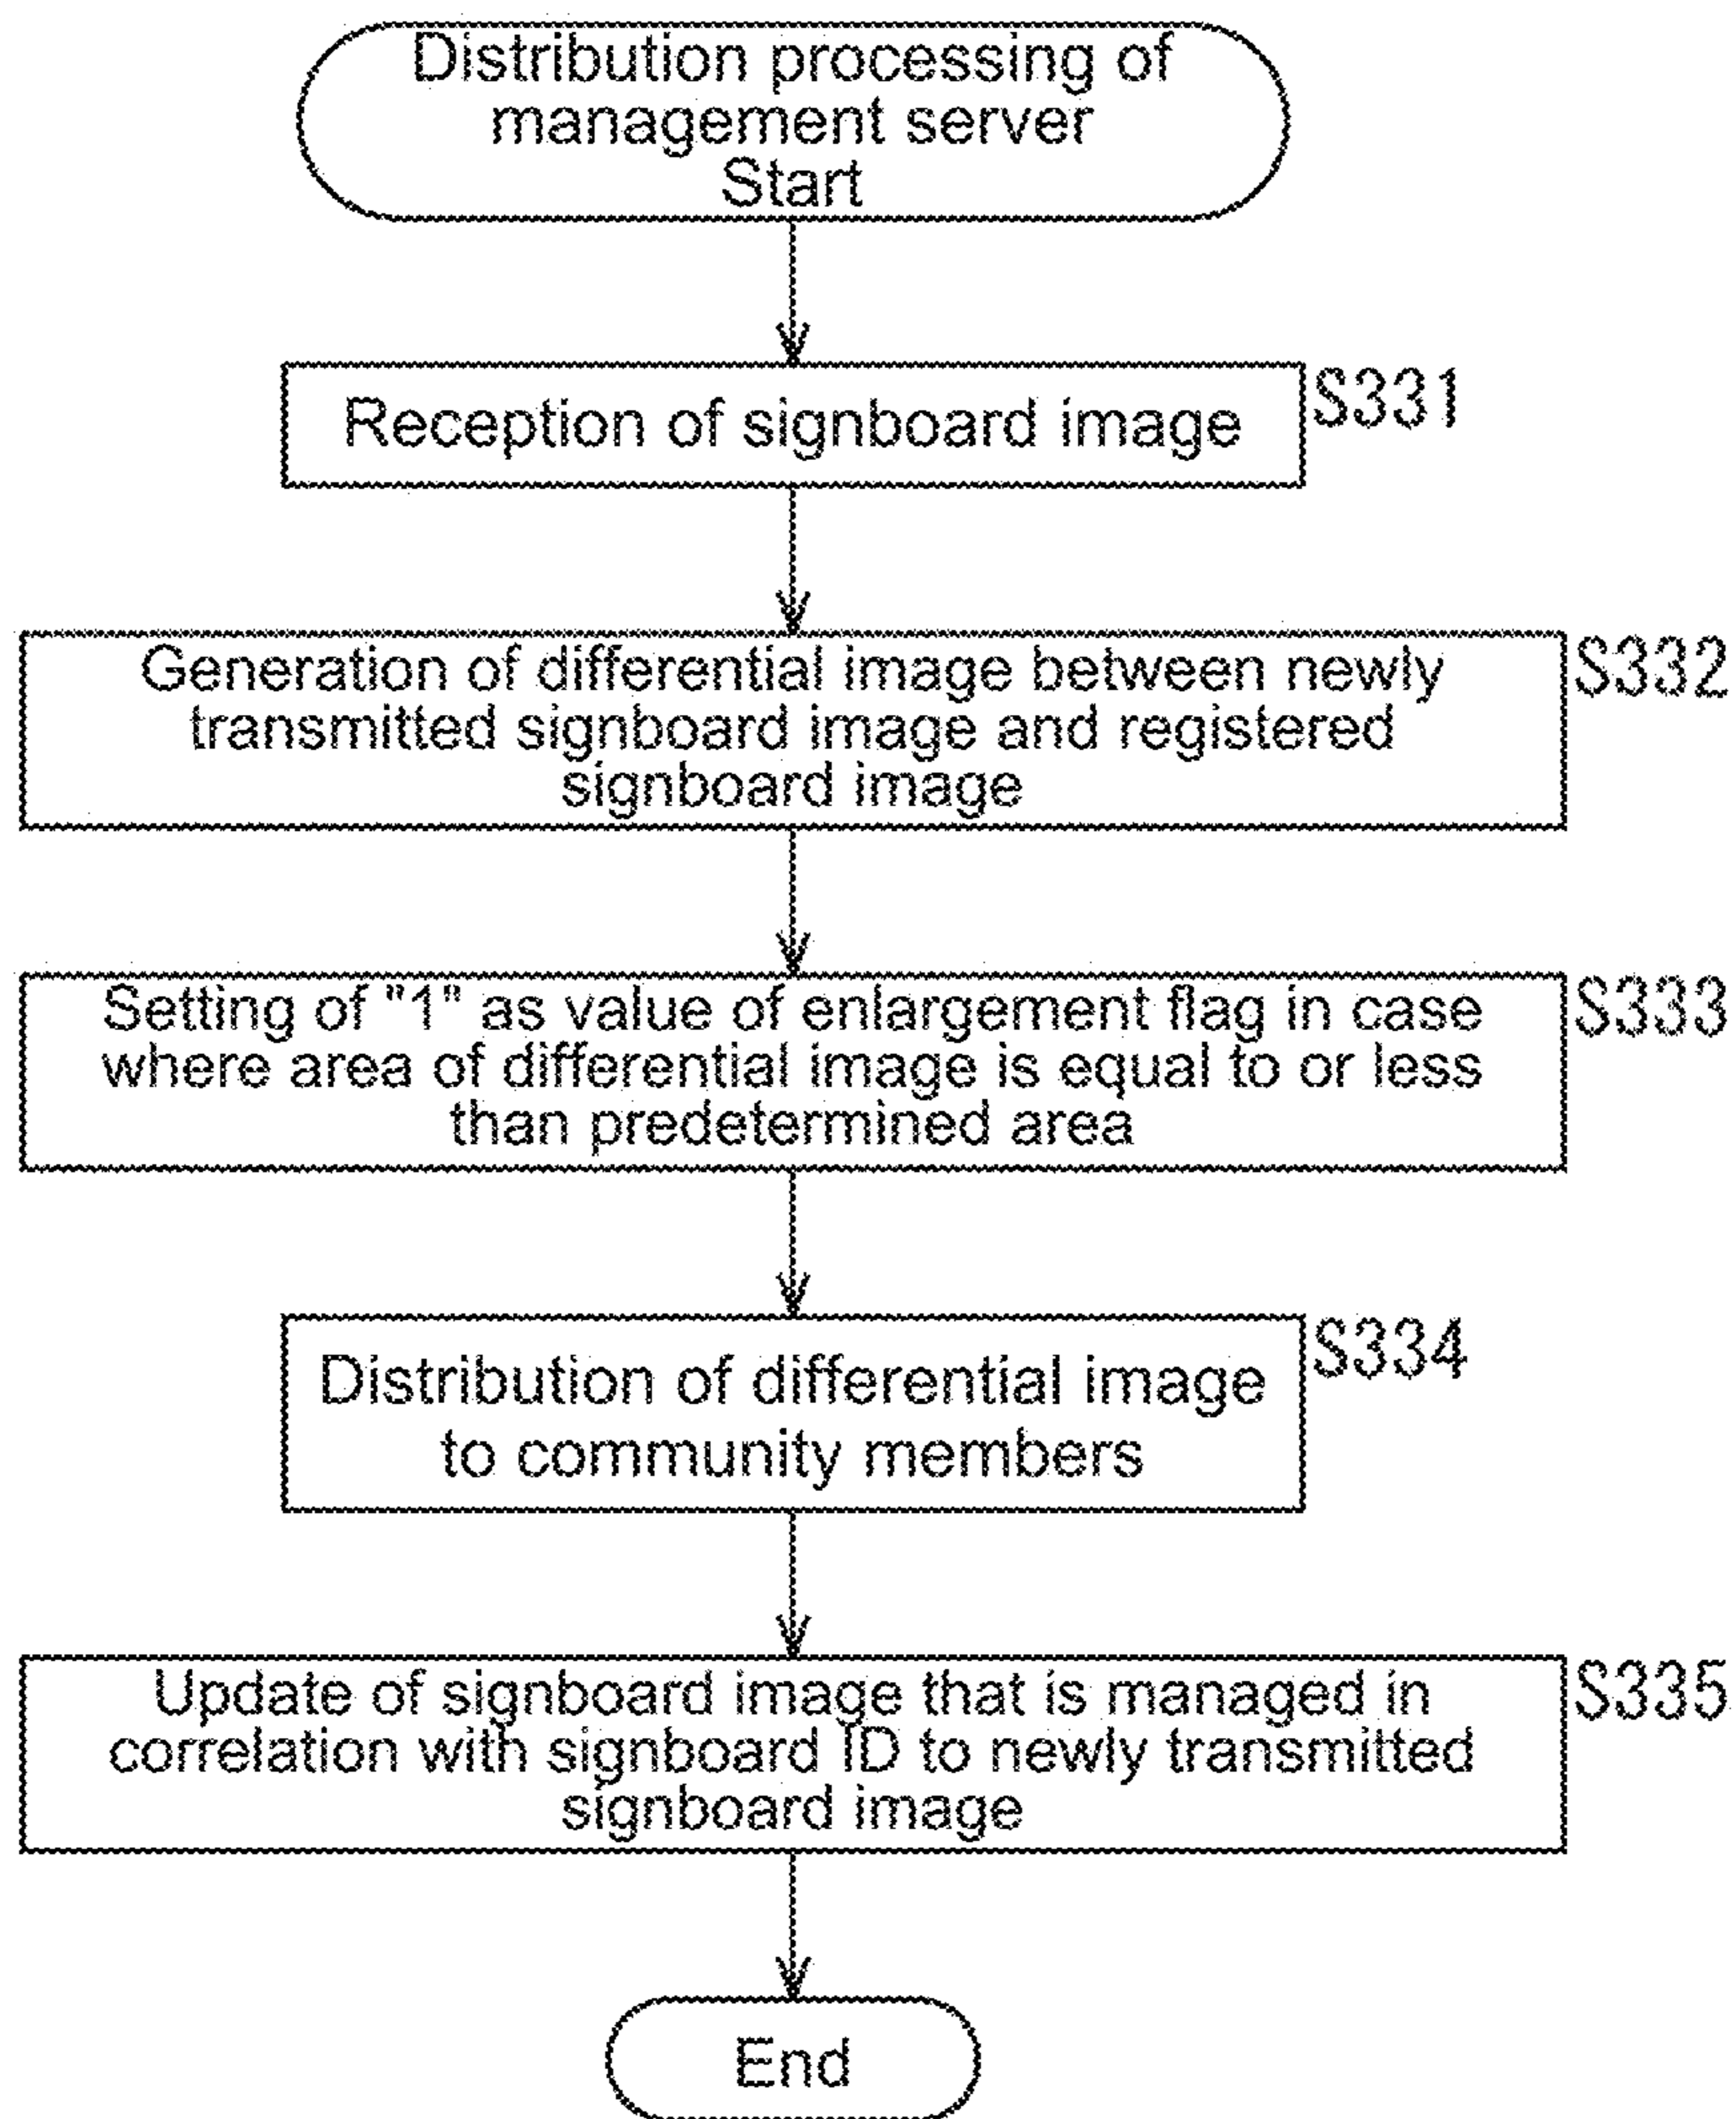 Distribution processing of
management server
Start
Reception of signboard image
S331
Generation of differential image between newly
transmitted signboard image and registered
signboard image
S332
Setting of "1" as value of enlargement flag in case
where area of differential image is equal to or less
than predetermined area
S333
Distribution of differential image
to community members
S334
Update of signboard image that is managed in
correlation with signboard ID to newly transmitted
signboard image
S335
End